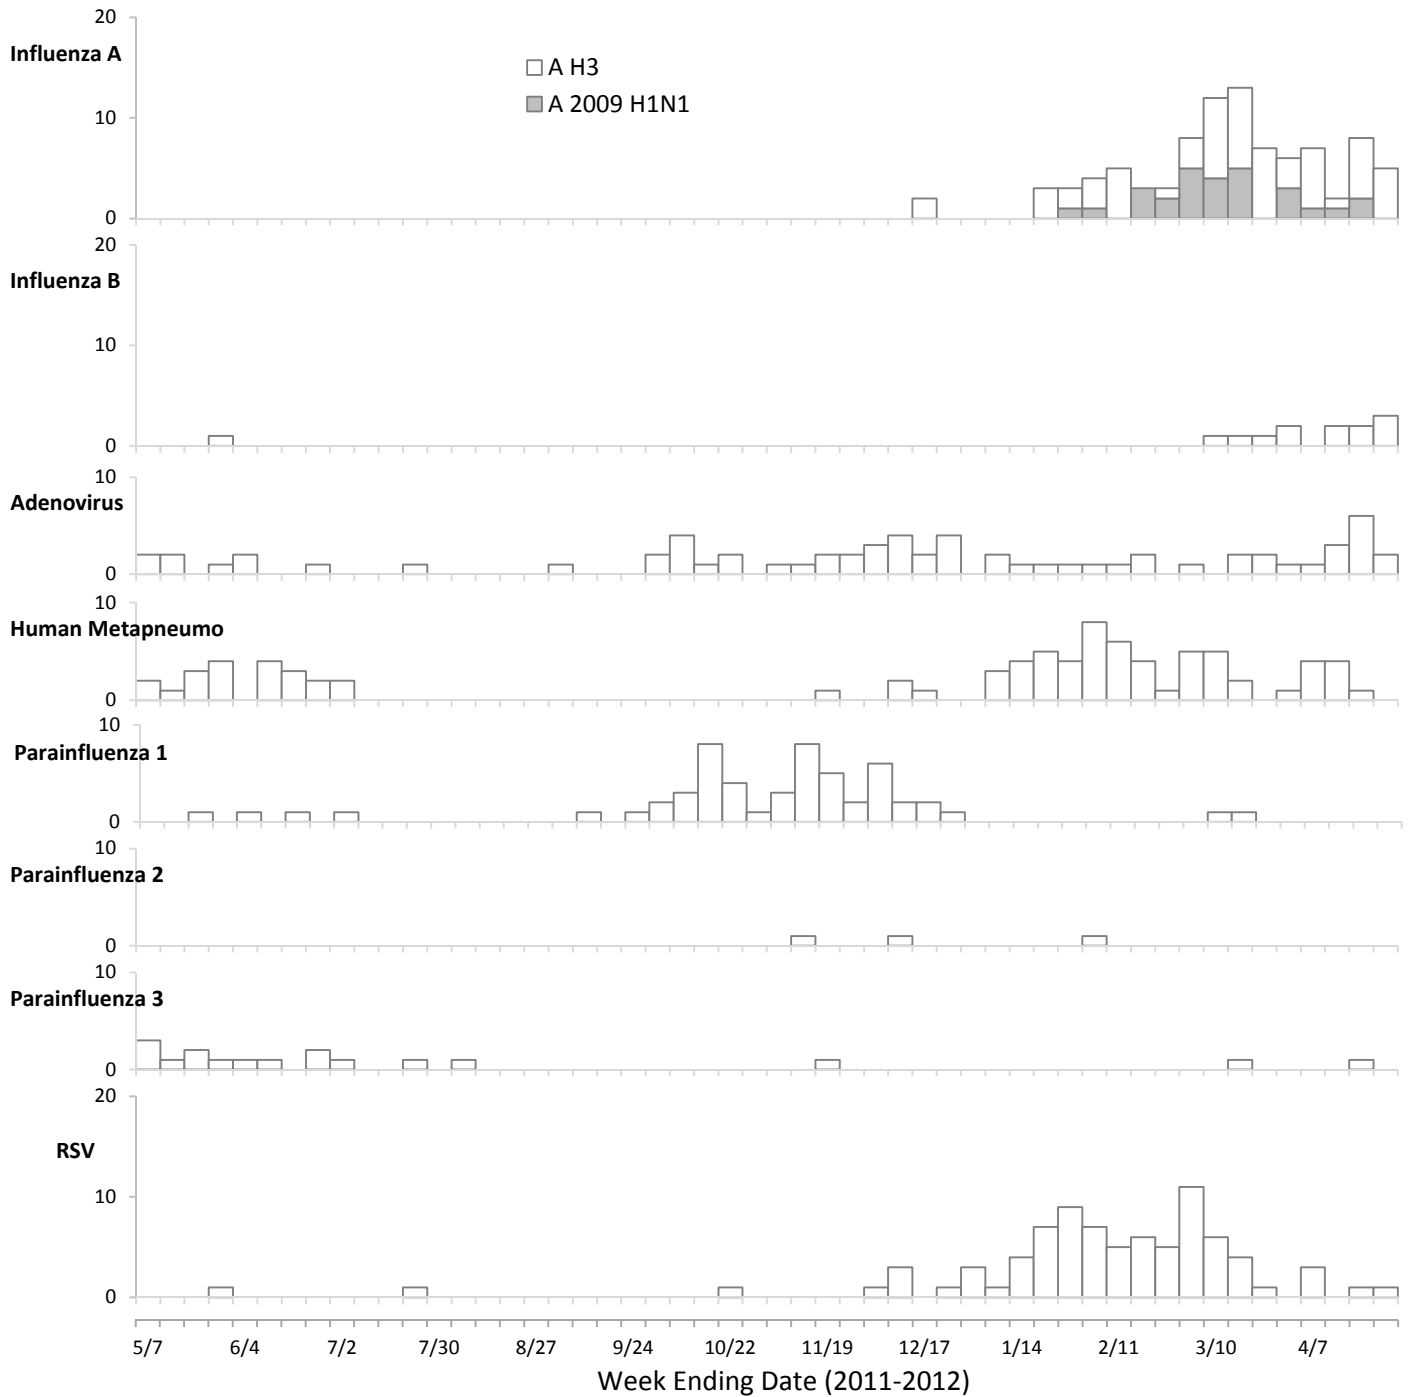 20
Influenza A
A H3
A 2009 H1N1
10
0
20
Influenza B
10
0
10
Adenovirus
0
10
Human Metapneumo
0
10
Parainfluenza 1
0
10
Parainfluenza 2
0
10
Parainfluenza 3
0
20
RSV
10
0
5/7 6/4 7/2 7/30 8/27 9/24 10/22 11/19 12/17 1/14 2/11 3/10 4/7
Week Ending Date (2011-2012)